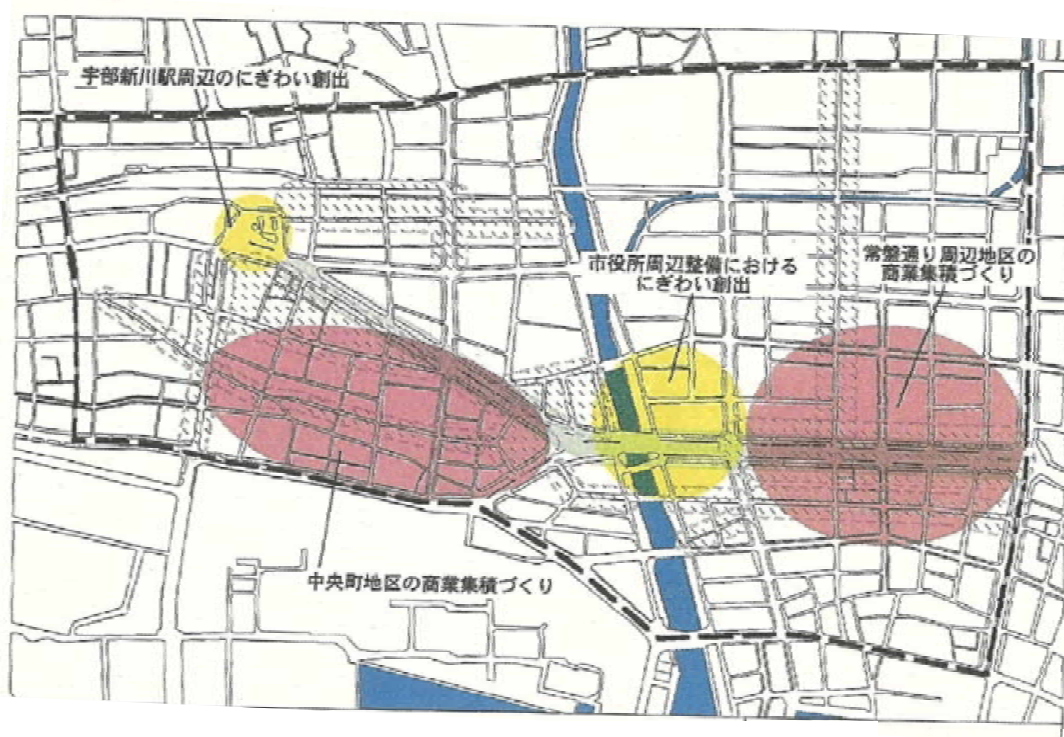 宇部新川駅周辺のにぎわい創出
市役所周辺整備における
にぎわい創出
常盤通り周辺地区の
商業集積づくり
中央町地区の商業集積づくり